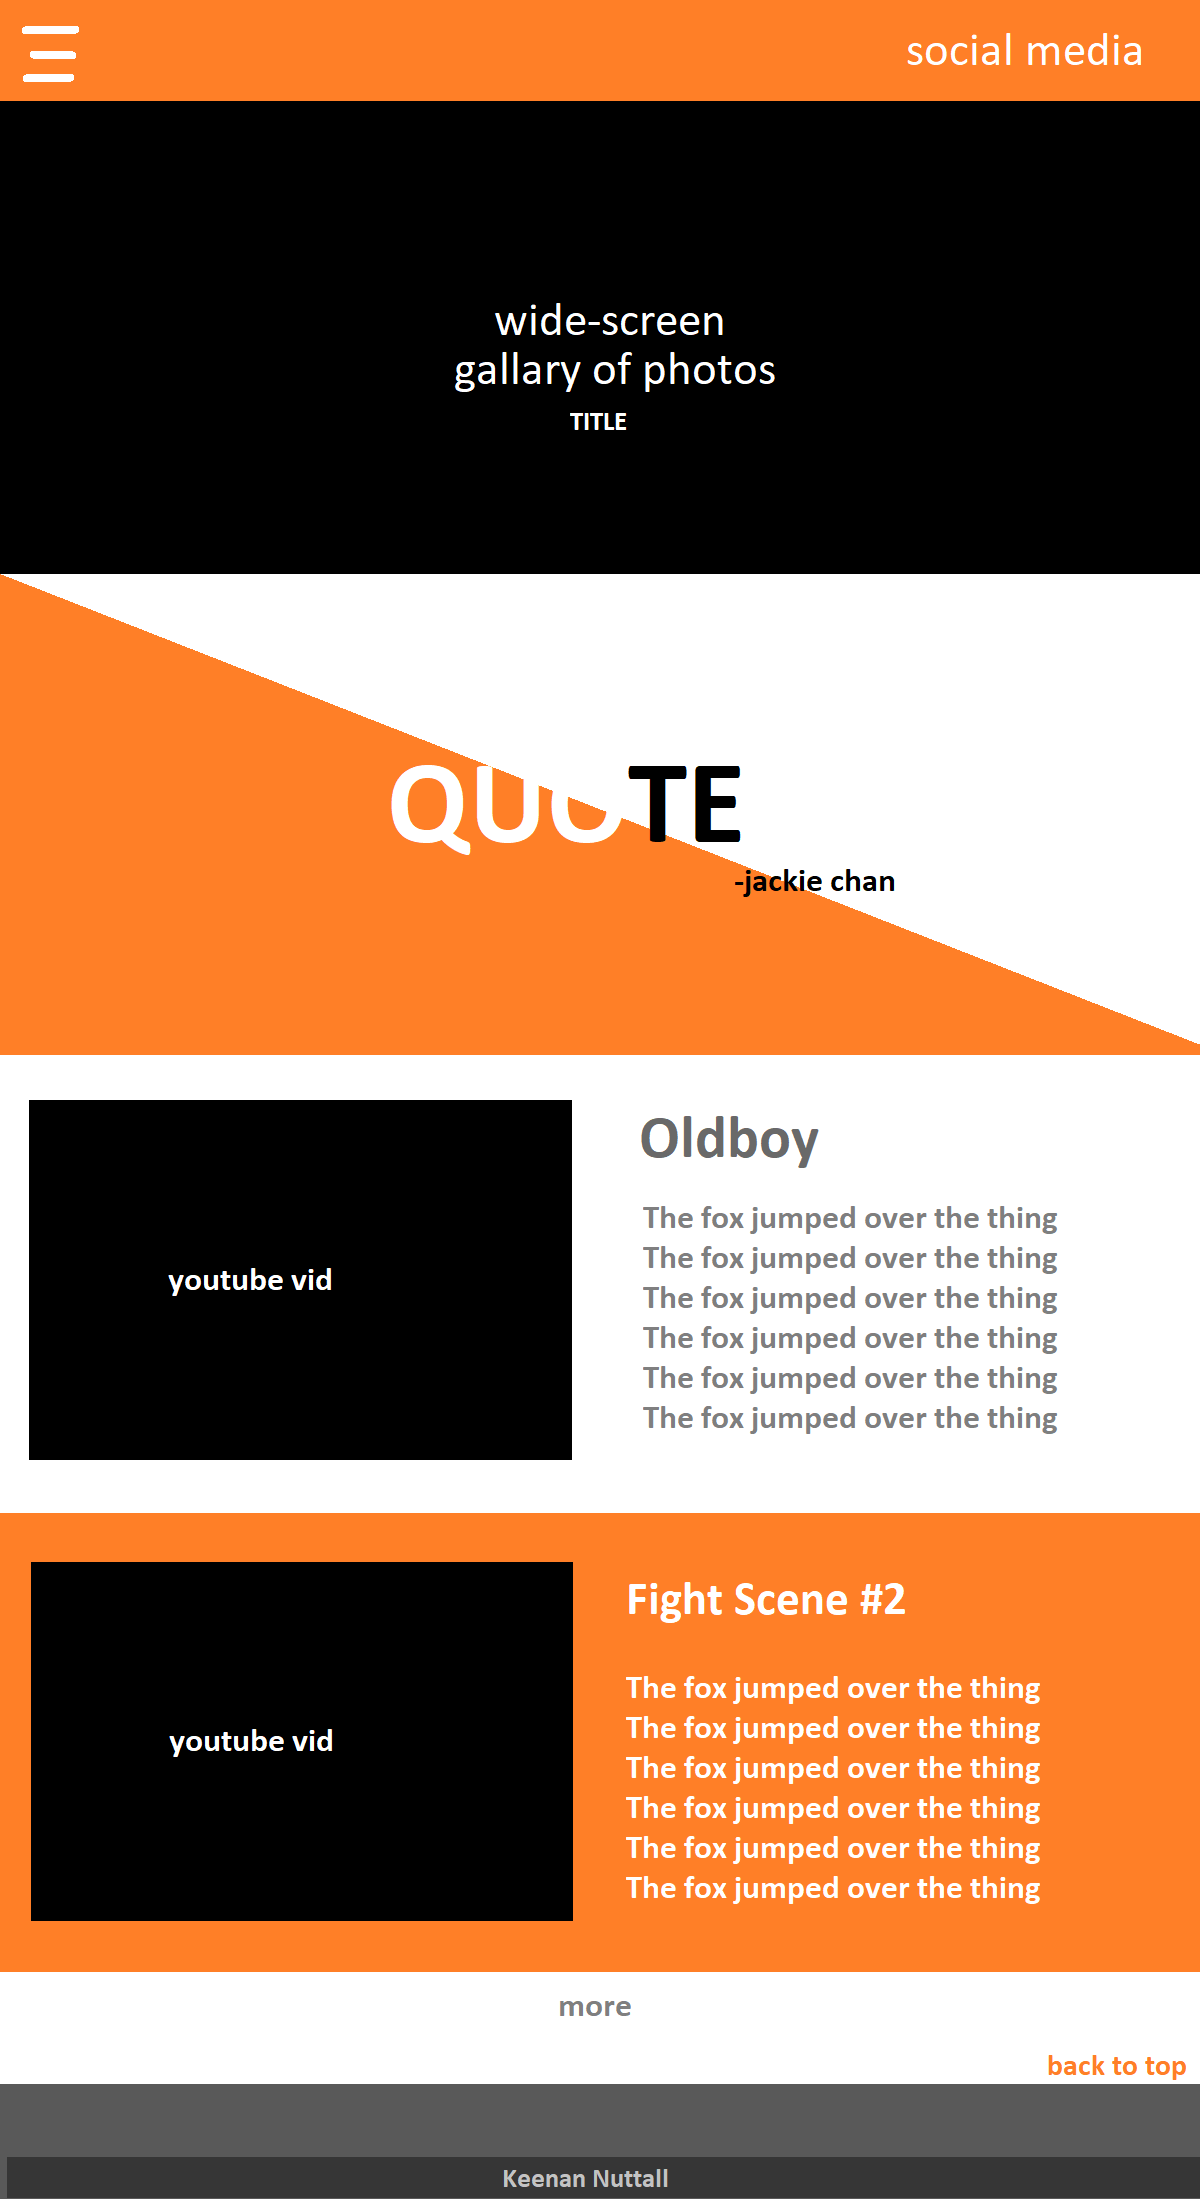 social media
wide-screen
gallary of photos
TITLE
QUOTE
-jackie chan
youtube vid
Oldboy
The fox jumped over the thing
The fox jumped over the thing
The fox jumped over the thing
The fox jumped over the thing
The fox jumped over the thing
The fox jumped over the thing
youtube vid
Fight Scene #2
The fox jumped over the thing
The fox jumped over the thing
The fox jumped over the thing
The fox jumped over the thing
The fox jumped over the thing
The fox jumped over the thing
more
back to top
Keenan Nuttall